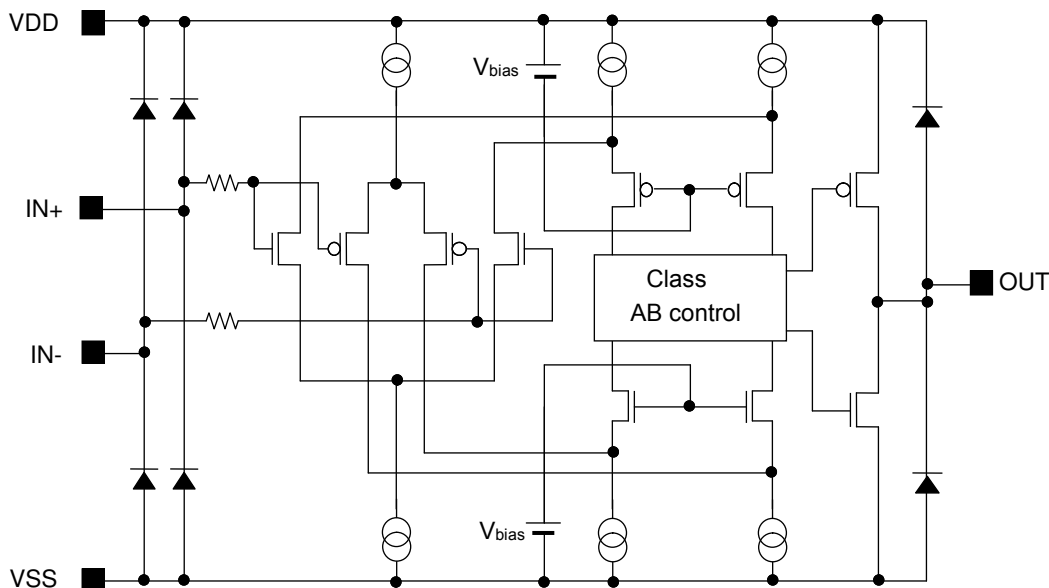 VDD
Vbias
IN+
Class
AB control
OUT
IN-
Vbias
VSS